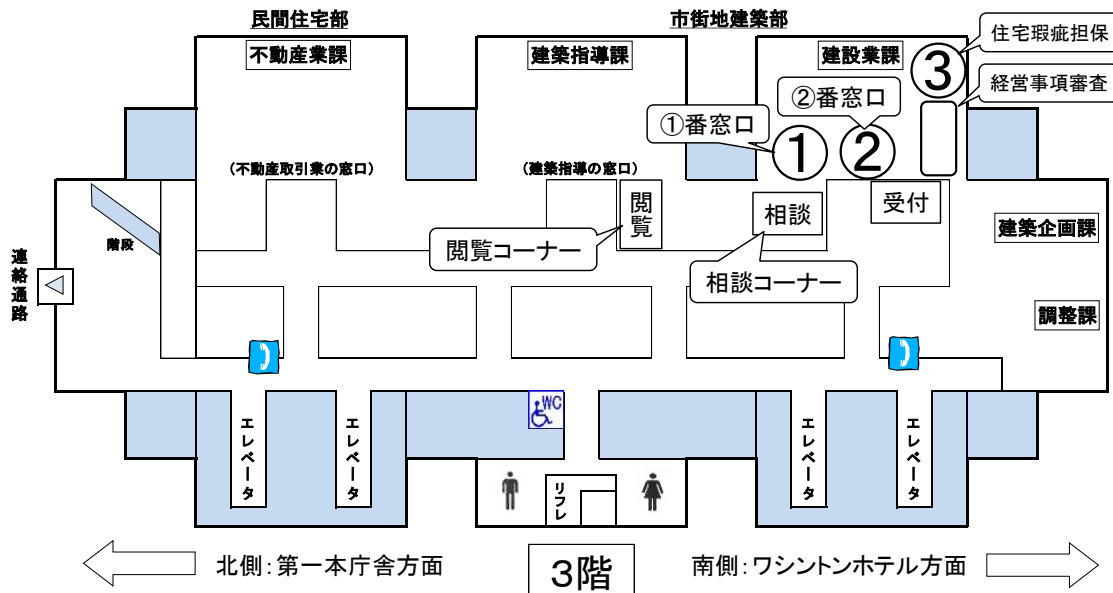 民間住宅部
市街地建築部
不動産業課
建築指導課
建設業課
③
住宅瑕疵担保
経営事項審査
②番窓口
①番窓口
①
②
(不動産取引業の窓口)
(建築指導の窓口)
閲覧
相談
受付
閲覧コーナー
相談コーナー
建築企画課
調整課
階段
連絡通路
WC
エレベータ
エレベータ
エレベータ
エレベータ
リフレ
北側:第一本庁舎方面
3階
南側:ワシントンホテル方面